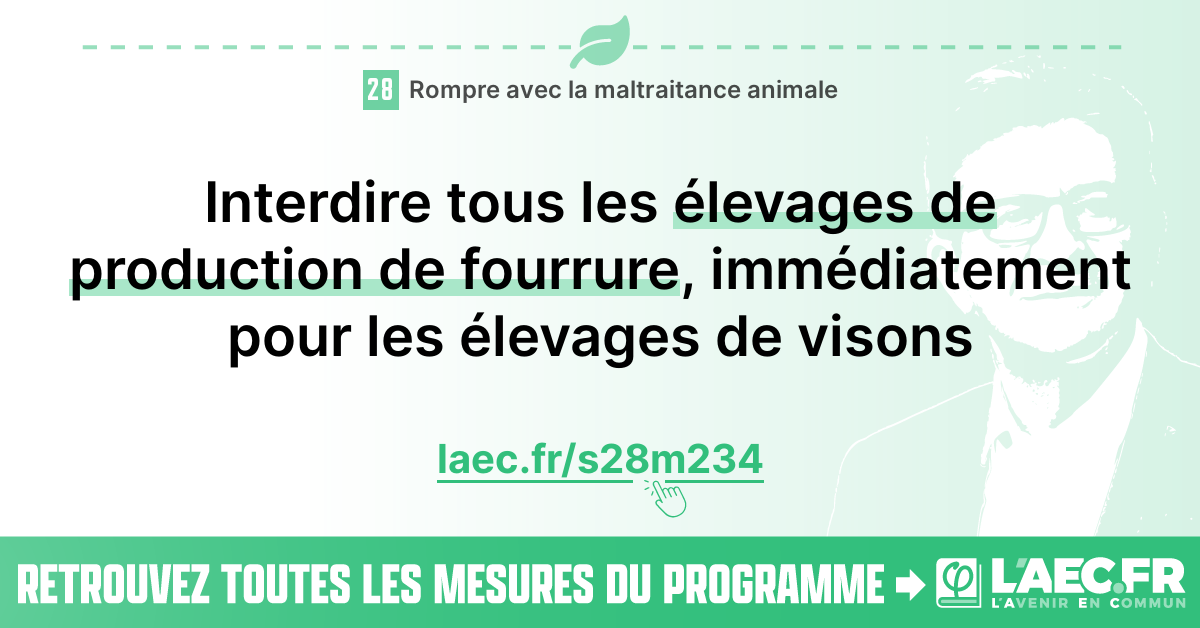 28 Rompre avec la maltraitance animale
Interdire tous les élevages de
production de fourrure, immédiatement
pour les élevages de visons
laec.fr/s28m234
RETROUVEZ TOUTES LES MESURES DU PROGRAMME
φ L'AEC.FR
L'AVENIR EN COMMUN